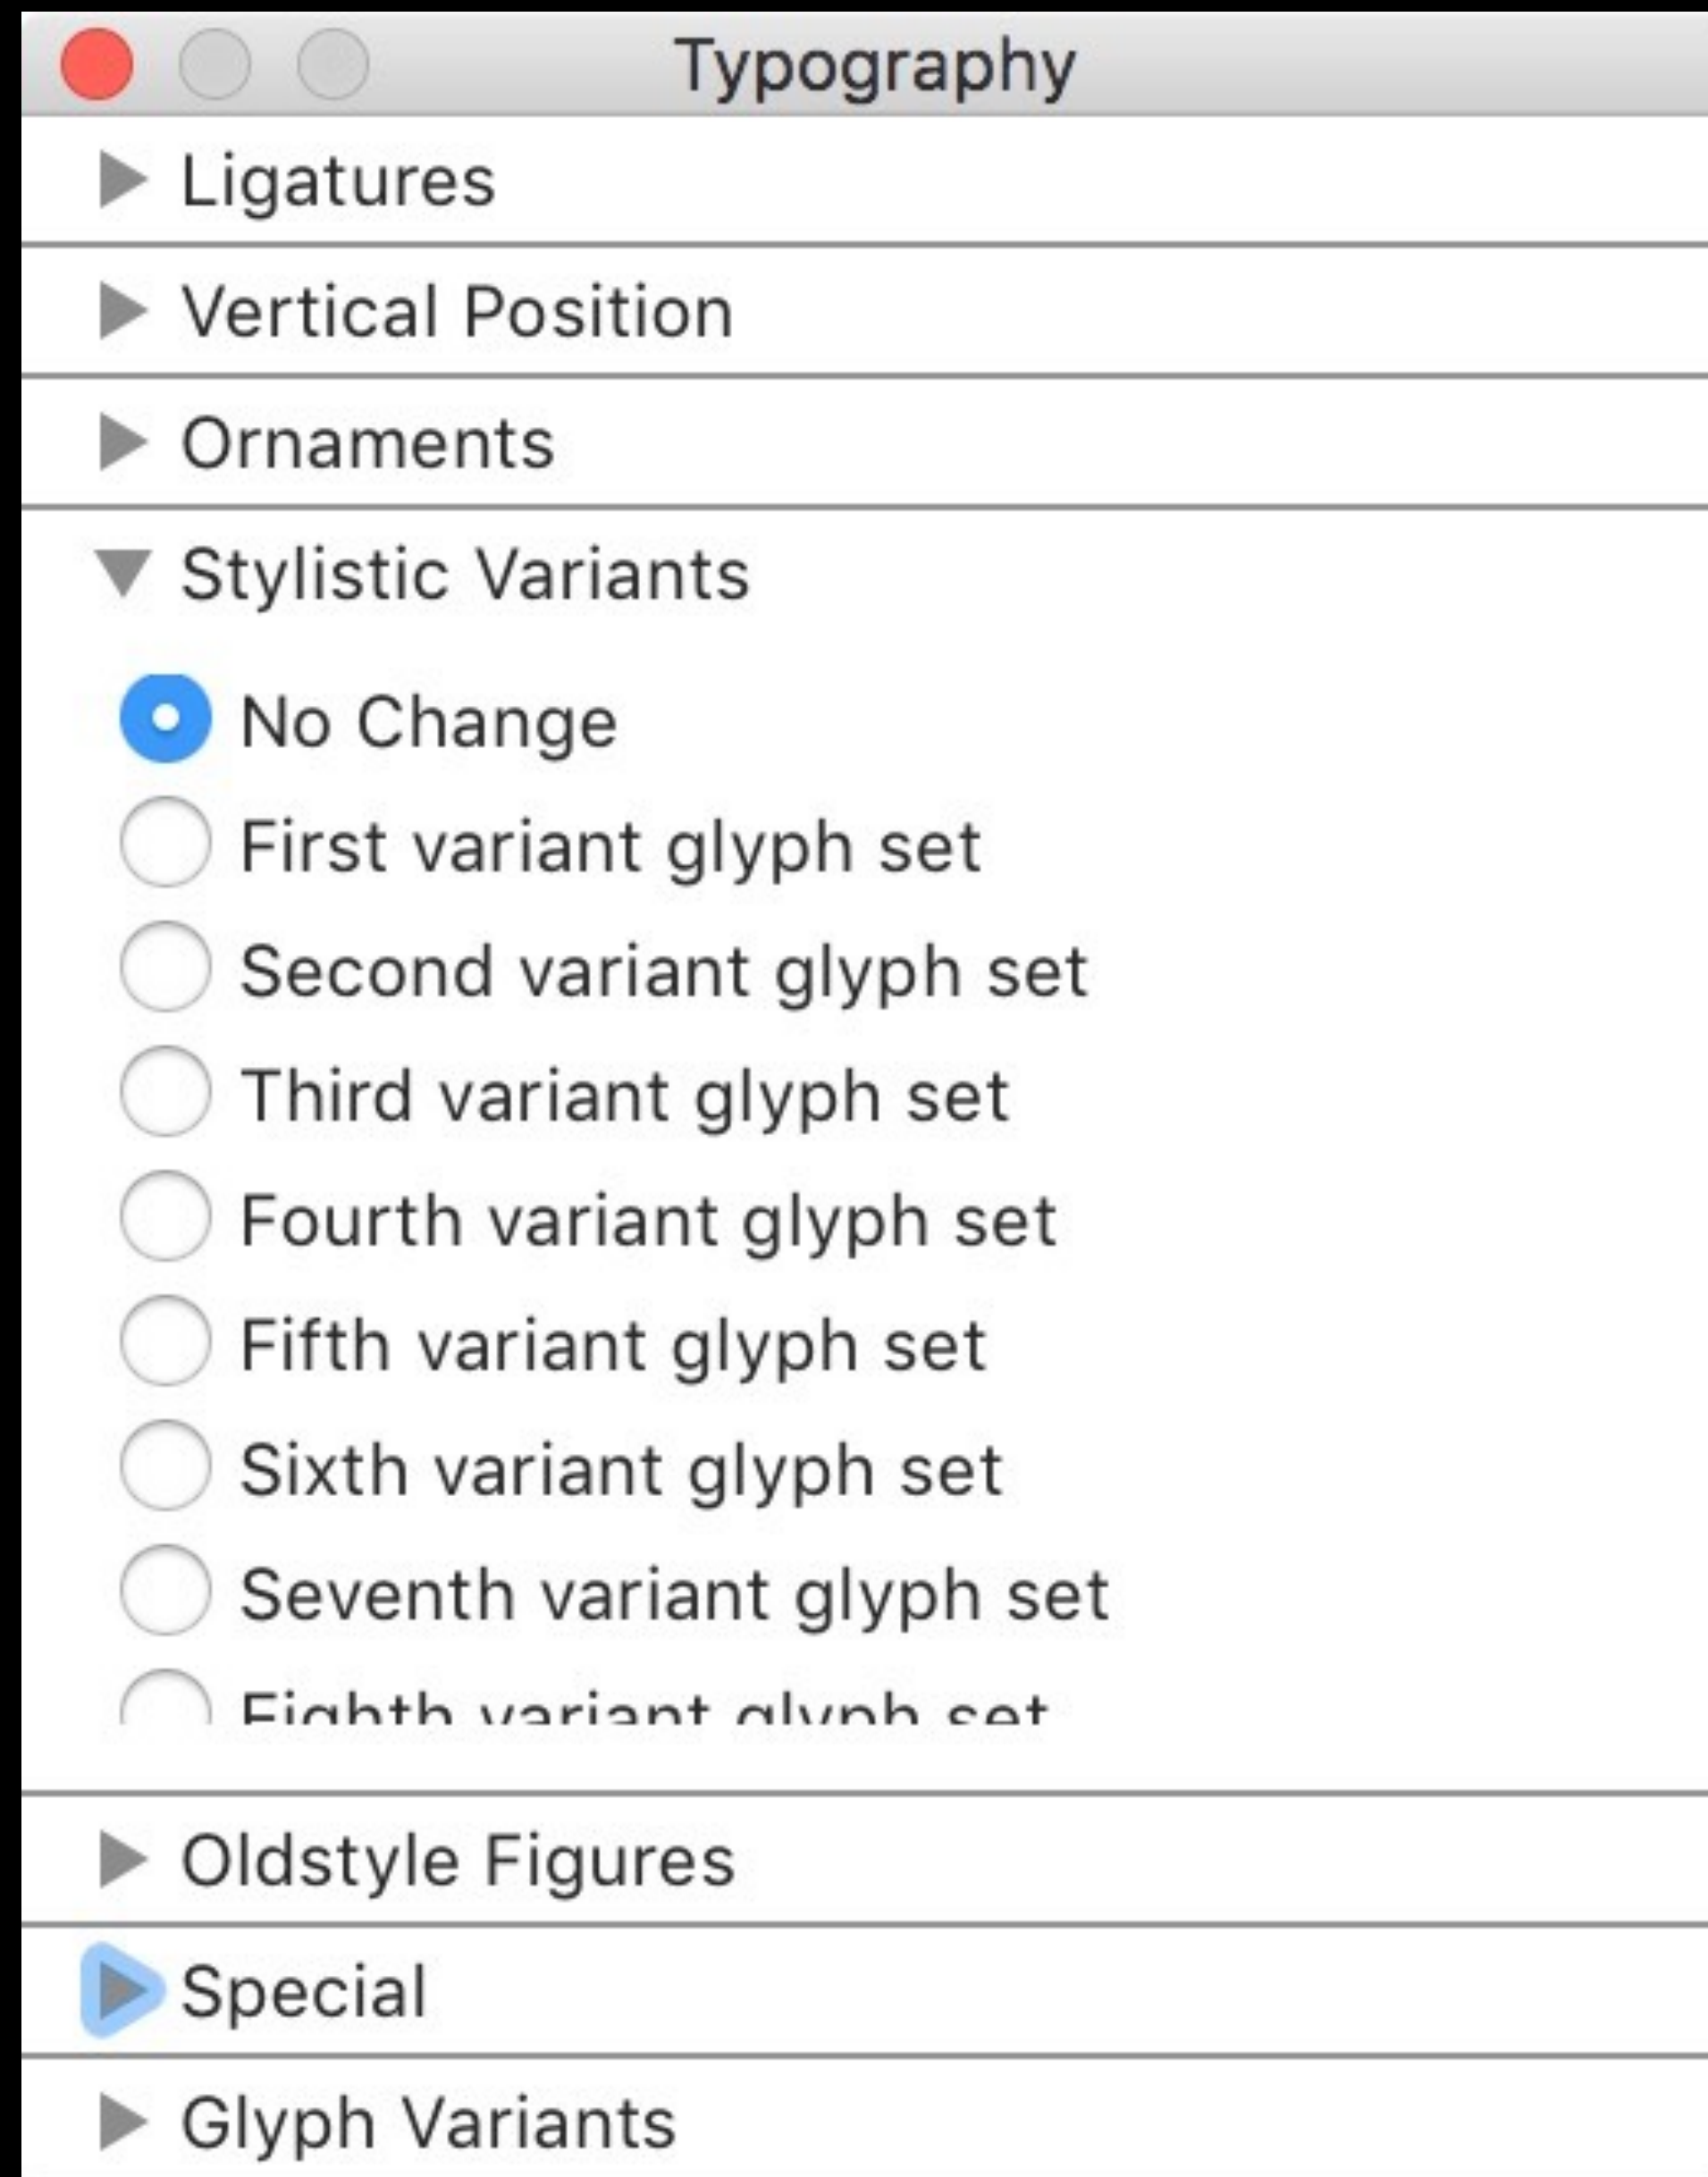 Typography
Ligatures
Vertical Position
Ornaments
Stylistic Variants
No Change
First variant glyph set
Second variant glyph set
Third variant glyph set
Fourth variant glyph set
Fifth variant glyph set
Sixth variant glyph set
Seventh variant glyph set
Eighth variant glyph set
Oldstyle Figures
Special
Glyph Variants